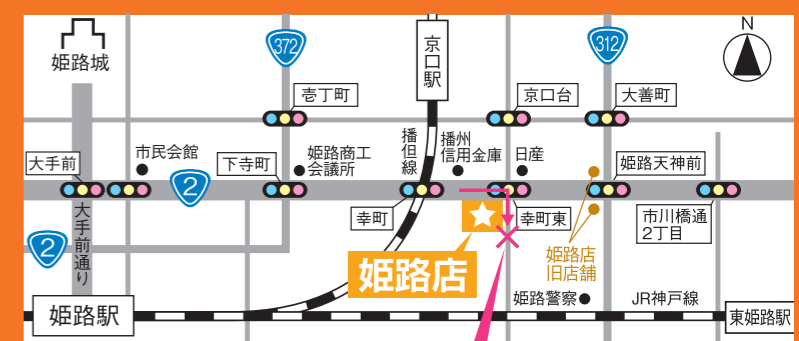 姫路城
372
京口駅
312
N
壱丁町
京口台
大善町
大手前
市民会館
下寺町
姫路商工
会議所
播但線
播州
信用金庫
日産
姫路天神前
2
幸町
幸町東
市川橋通
2丁目
大手前通り
2
姫路店
姫路店
旧店舗
姫路警察
JR神戸線
姫路駅
東姫路駅